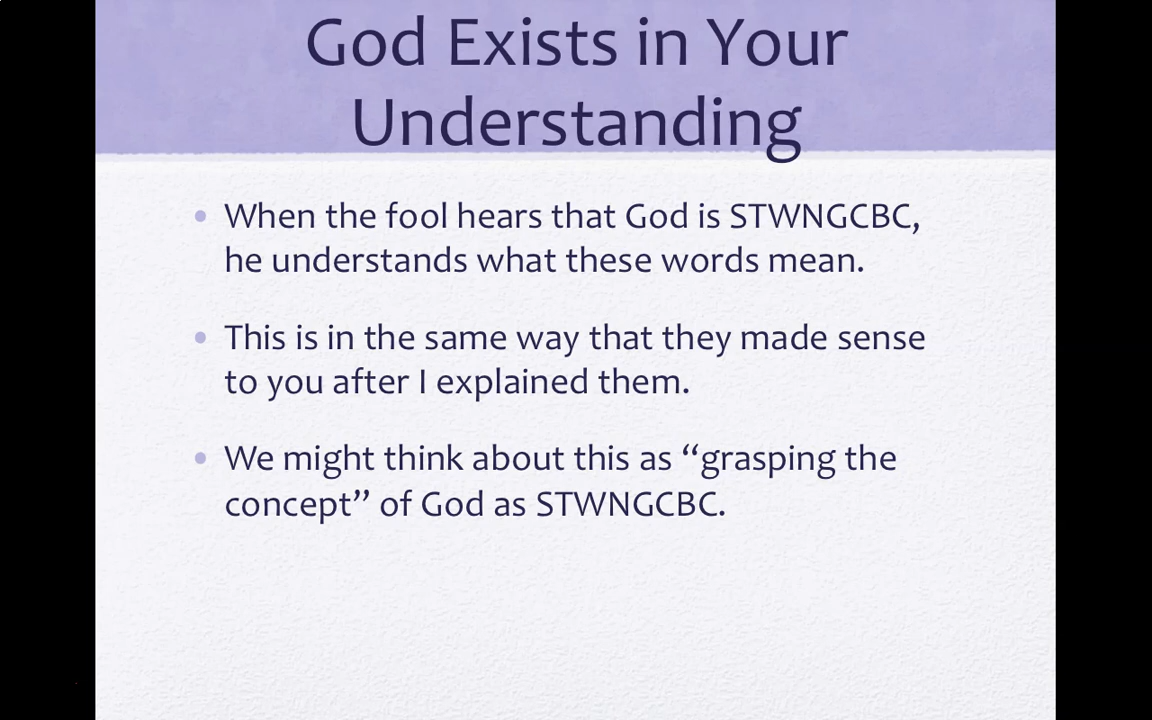 God Exists in Your
Understanding
• When the fool hears that God is STWNGCBC,
he understands what these words mean.
• This is in the same way that they made sense
to you after I explained them.
• We might think about this as “grasping the
concept” of God as STWNGCBC.